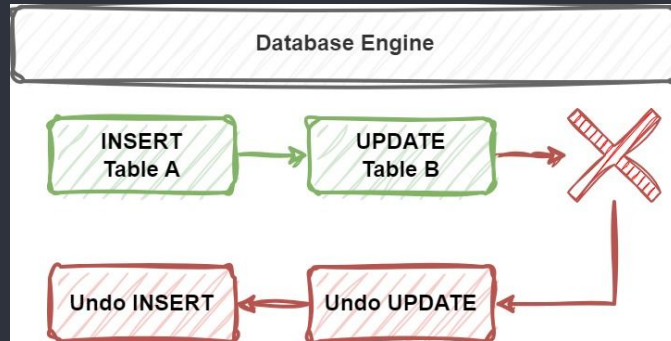 Database Engine
INSERT
Table A
UPDATE
Table B
Undo INSERT
Undo UPDATE